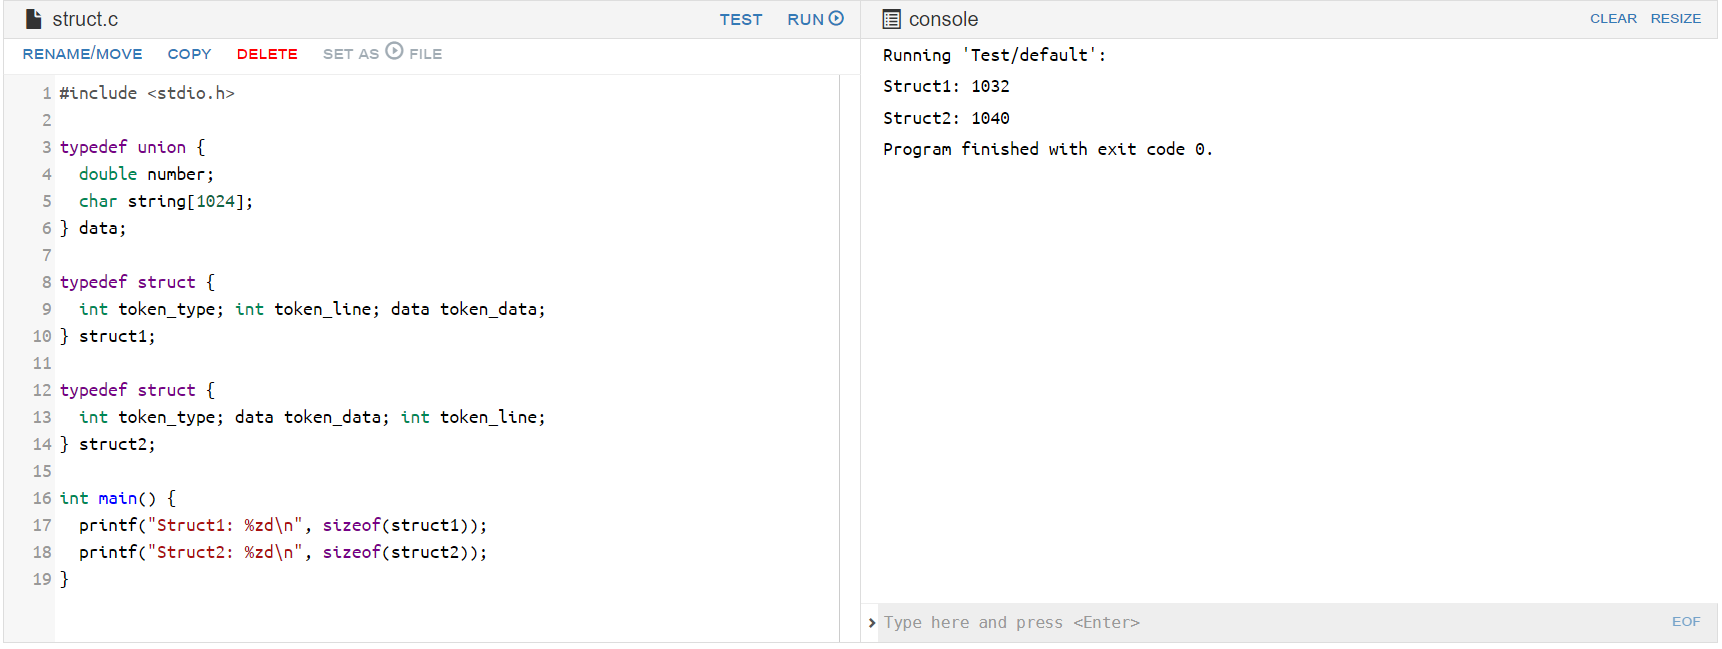 struct.c TEST RUN
RENAME/MOVE COPY DELETE SET AS FILE
1 #include <stdio.h>
2
3 typedef union {
4   double number;
5   char string[1024];
6 } data;
7
8 typedef struct {
9   int token_type; int token_line; data token_data;
10 } struct1;
11
12 typedef struct {
13   int token_type; data token_data; int token_line;
14 } struct2;
15
16 int main() {
17   printf("Struct1: %zd\n", sizeof(struct1));
18   printf("Struct2: %zd\n", sizeof(struct2));
19 }
console CLEAR RESIZE
Running 'Test/default':
Struct1: 1032
Struct2: 1040
Program finished with exit code 0.
› Type here and press <Enter> EOF